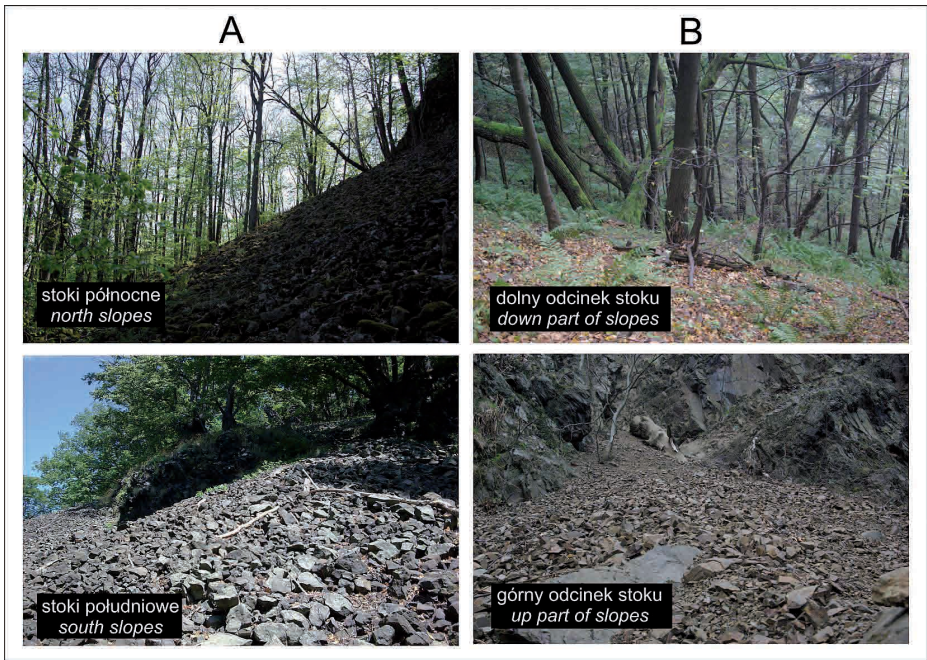 A
B
stoki północne
north slopes
dolny odcinek stoku
down part of slopes
stoki południowe
south slopes
górny odcinek stoku
up part of slopes